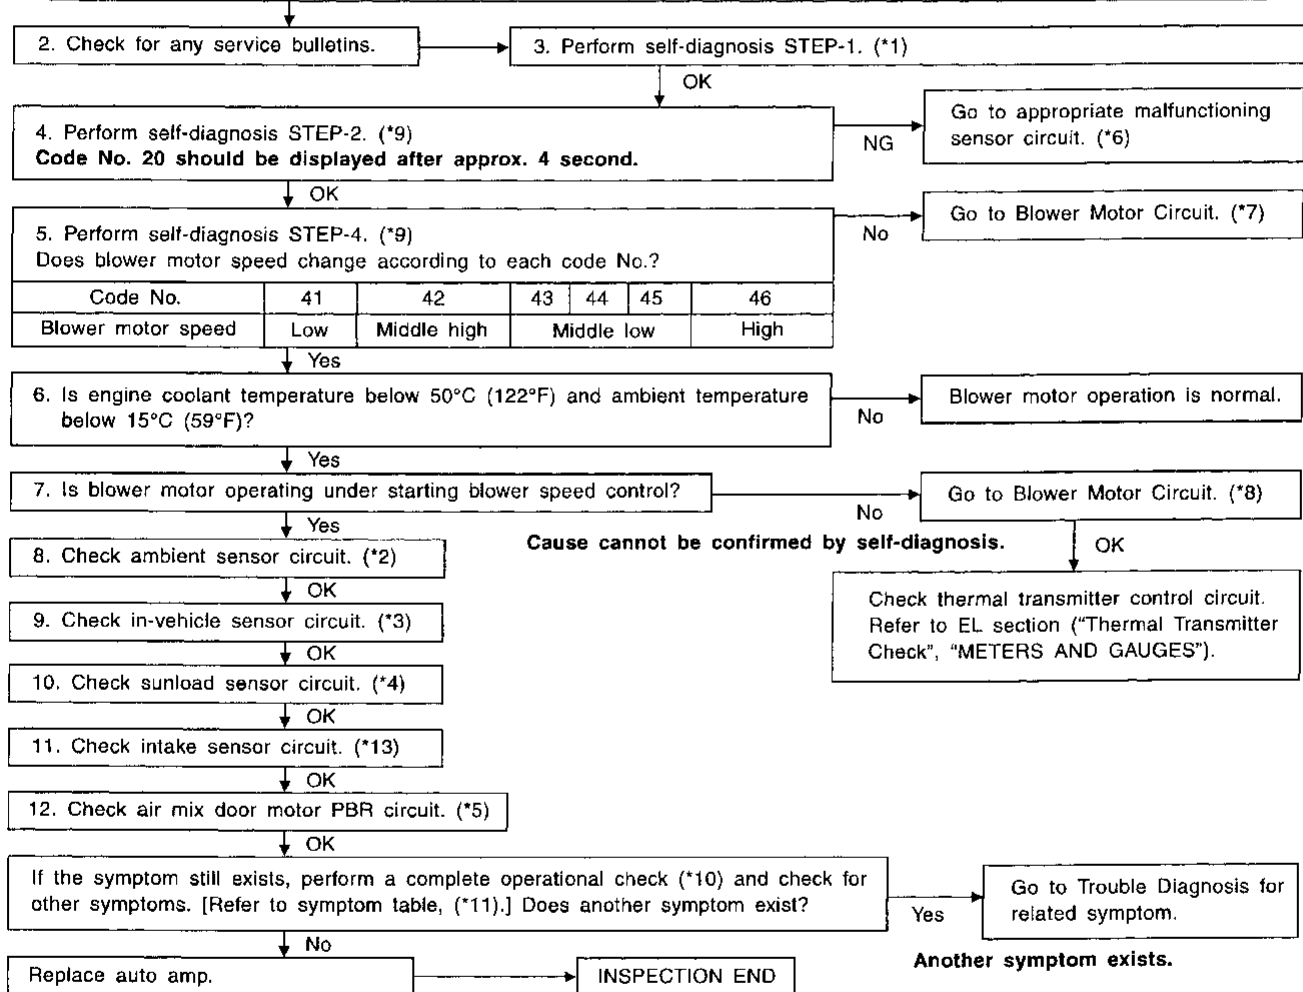 2. Check for any service bulletins.
3. Perform self-diagnosis STEP-1. (*1)
OK
4. Perform self-diagnosis STEP-2. (*9)
Code No. 20 should be displayed after approx. 4 second.
NG
Go to appropriate malfunctioning
sensor circuit. (*6)
OK
5. Perform self-diagnosis STEP-4. (*9)
Does blower motor speed change according to each code No.?
No
Go to Blower Motor Circuit. (*7)
Code No. 41 42 43 44 45 46
Blower motor speed Low Middle high Middle low High
Yes
6. Is engine coolant temperature below 50°C (122°F) and ambient temperature
below 15°C (59°F)?
No
Blower motor operation is normal.
Yes
7. Is blower motor operating under starting blower speed control?
No
Go to Blower Motor Circuit. (*8)
Yes
Cause cannot be confirmed by self-diagnosis.
OK
Check thermal transmitter control circuit.
Refer to EL section ("Thermal Transmitter
Check", "METERS AND GAUGES").
8. Check ambient sensor circuit. (*2)
OK
9. Check in-vehicle sensor circuit. (*3)
OK
10. Check sunload sensor circuit. (*4)
OK
11. Check intake sensor circuit. (*13)
OK
12. Check air mix door motor PBR circuit. (*5)
OK
If the symptom still exists, perform a complete operational check (*10) and check for
other symptoms. [Refer to symptom table, (*11).] Does another symptom exist?
Yes
Go to Trouble Diagnosis for
related symptom.
Another symptom exists.
No
Replace auto amp.
INSPECTION END